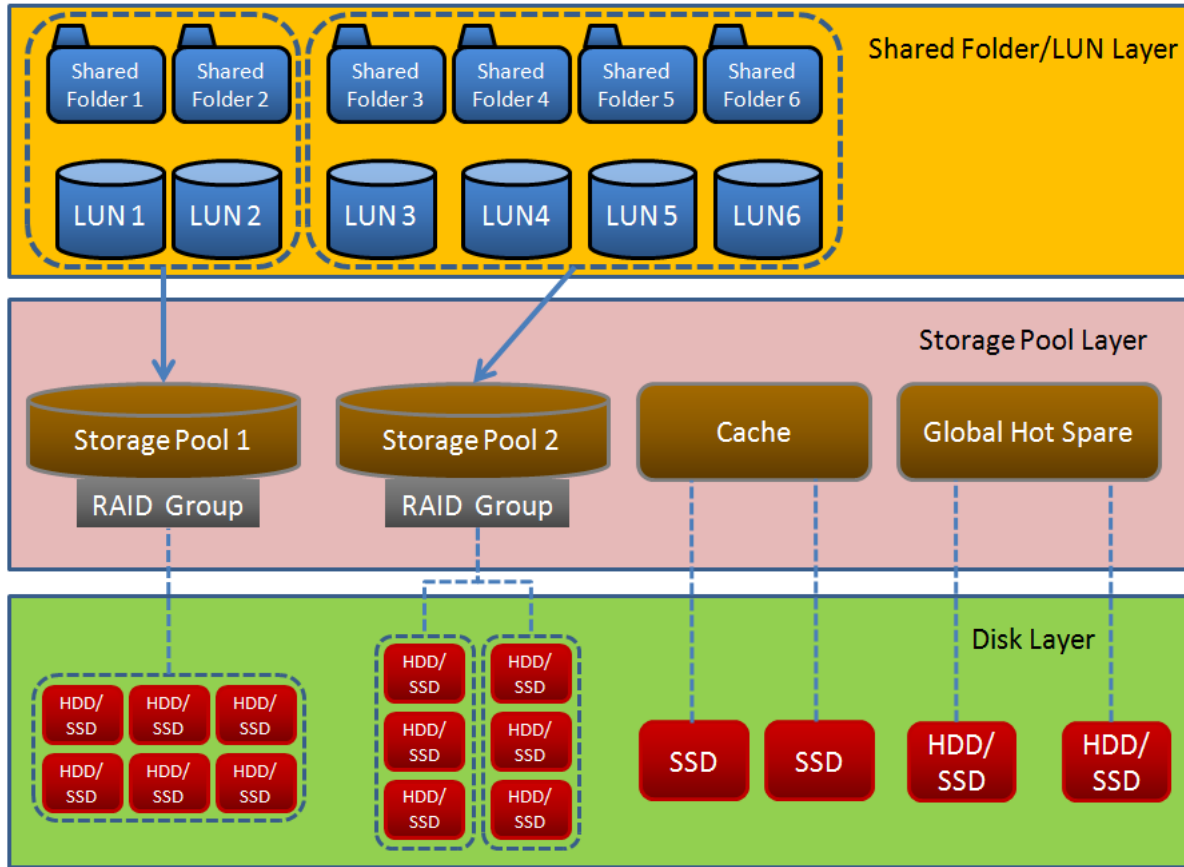 Shared Folder/LUN Layer
Shared
Folder 1
Shared
Folder 2
Shared
Folder 3
Shared
Folder 4
Shared
Folder 5
Shared
Folder 6
LUN 1
LUN 2
LUN 3
LUN4
LUN 5
LUN6
Storage Pool Layer
Storage Pool 1
RAID Group
Storage Pool 2
RAID Group
Cache
Global Hot Spare
Disk Layer
HDD/
SSD
HDD/
SSD
HDD/
SSD
HDD/
SSD
HDD/
SSD
HDD/
SSD
HDD/
SSD
HDD/
SSD
HDD/
SSD
HDD/
SSD
HDD/
SSD
HDD/
SSD
SSD
SSD
HDD/
SSD
HDD/
SSD